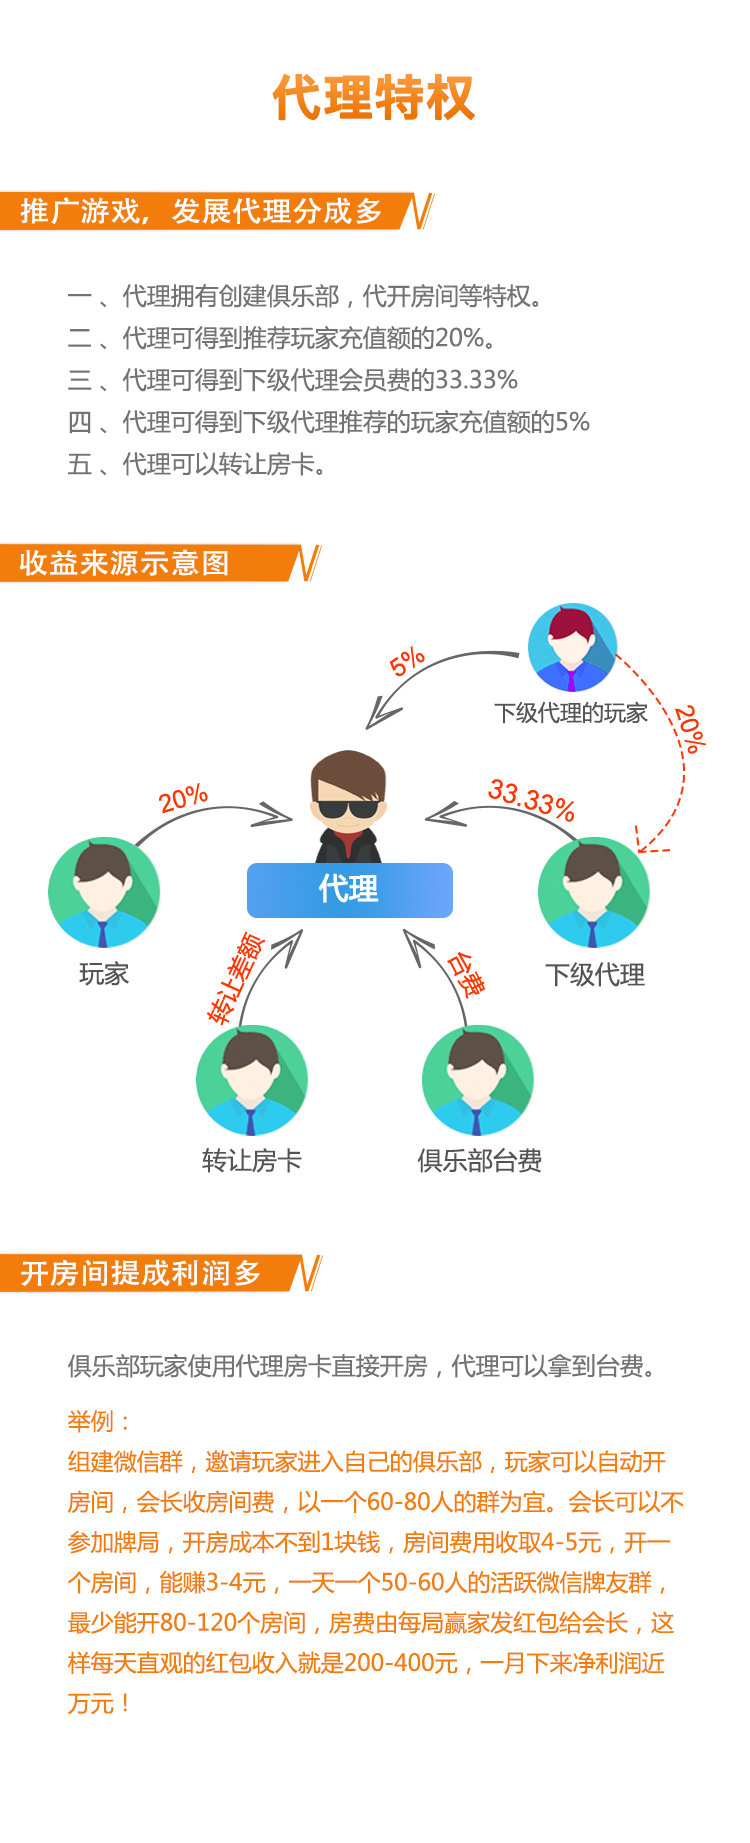 代理特权
推广游戏，发展代理分成多
一 、代理拥有创建俱乐部，代开房间等特权。
二 、代理可得到推荐玩家充值额的20%。
三 、代理可得到下级代理会员费的33.33%
四 、代理可得到下级代理推荐的玩家充值额的5%
五 、代理可以转让房卡。
收益来源示意图
5%
下级代理的玩家
20%
20%
33.33%
代理
玩家
转让差额
台费
下级代理
转让房卡
俱乐部台费
开房间提成利润多
俱乐部玩家使用代理房卡直接开房，代理可以拿到台费。
举例：
组建微信群，邀请玩家进入自己的俱乐部，玩家可以自动开
房间，会长收房间费，以一个60-80人的群为宜。会长可以不
参加牌局，开房成本不到1块钱，房间费用收取4-5元，开一
个房间，能赚3-4元，一天一个50-60人的活跃微信牌友群，
最少能开80-120个房间，房费由每局赢家发红包给会长，这
样每天直观的红包收入就是200-400元，一月下来净利润近
万元！